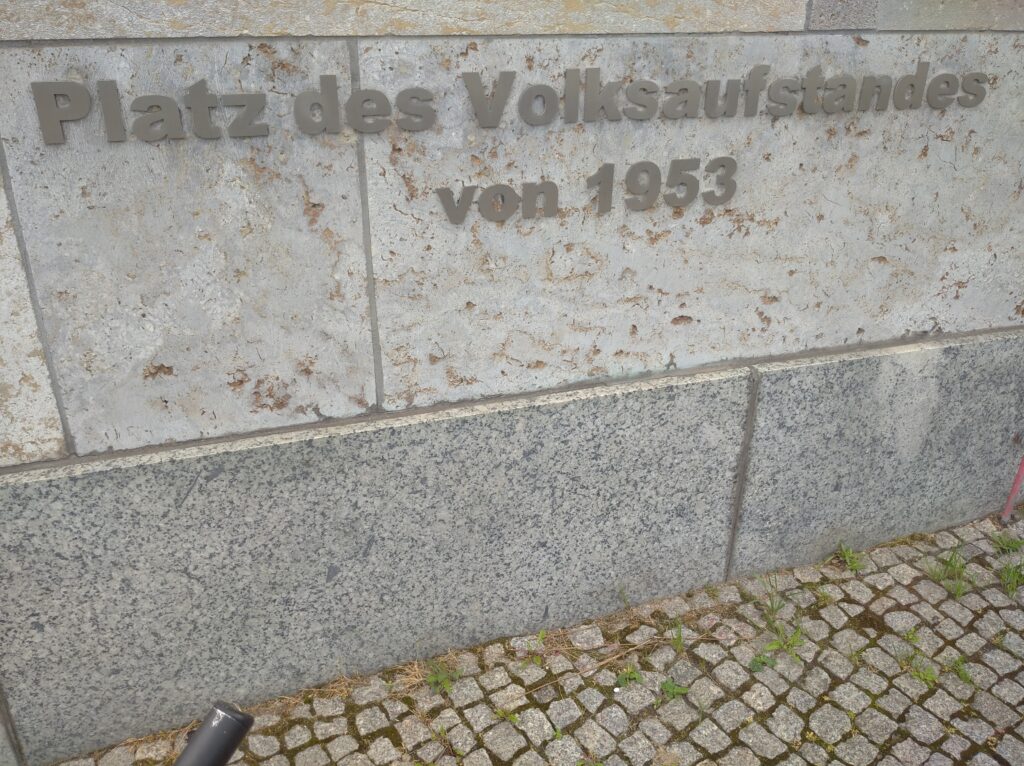 Platz des Volksaufstandes
von 1953